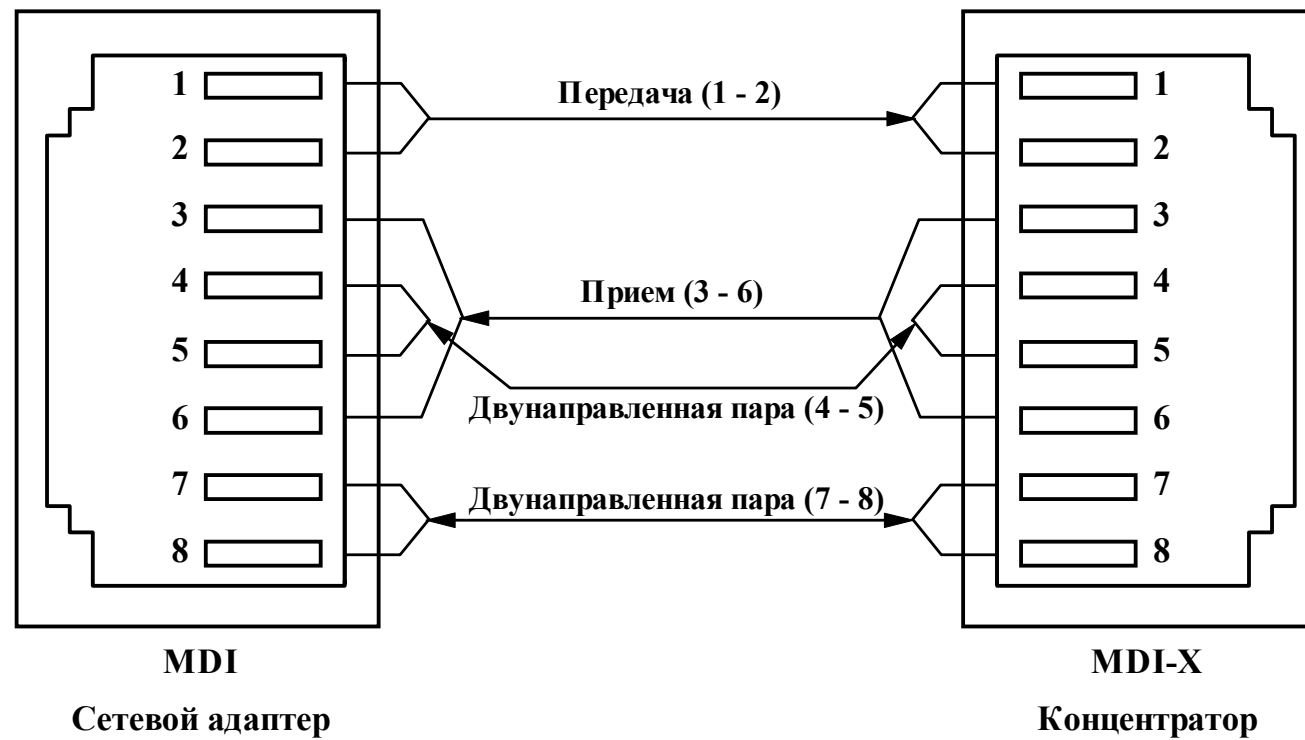 1
2
3
4
5
6
7
8
Передача (1 - 2)
Прием (3 - 6)
Двунаправленная пара (4 - 5)
Двунаправленная пара (7 - 8)
1
2
3
4
5
6
7
8
MDI
Сетевой адаптер
MDI-X
Концентратор